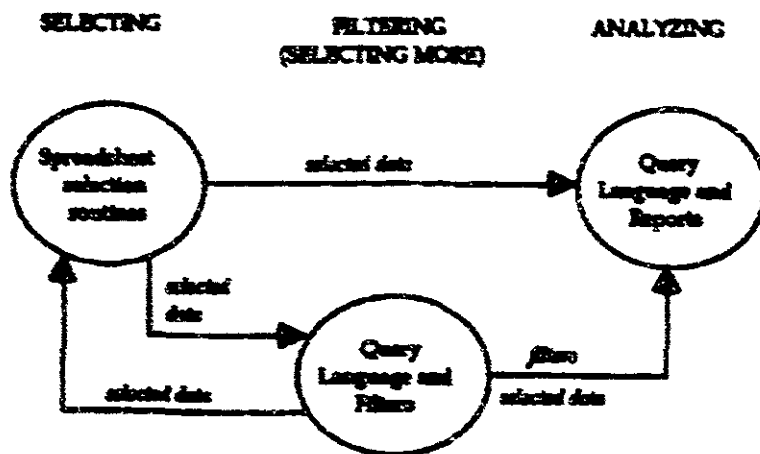 SELECTING
FILTERING
(SELECTING MORE)
ANALYZING
Spreadsheet
selection
routines
selected data
Query
Language and
Reports
selected
data
Query
Language and
Filters
filters
selected data
selected data